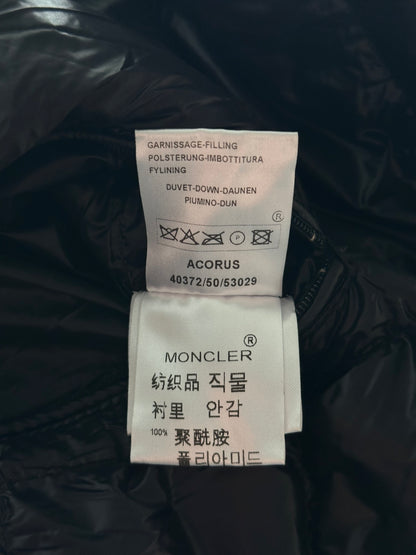 GARNISSAGE-FILLING
POLSTERUNG-IMBOTTITURA
FYLINING
DUVET-DOWN-DAUNEN
PIUMINO-DUN
®
P
ACORUS
40372/50/53029
®
MONCLER
纺织品 직물
衬里 안감
100% 聚酰胺
폴리아미드